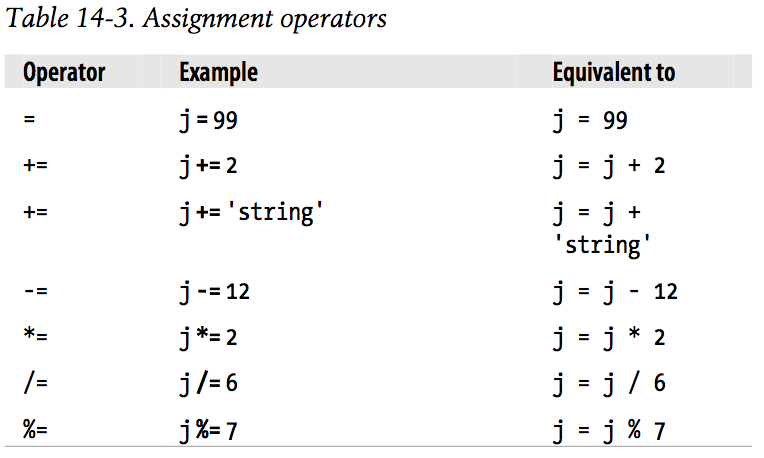 Table 14-3. Assignment operators
Operator Example Equivalent to
= j=99 j = 99
+= j+=2 j = j + 2
+= j+='string' j = j +
'string'
-= j-=12 j = j - 12
*= j*=2 j = j * 2
/= j/=6 j = j / 6
%= j%=7 j = j % 7